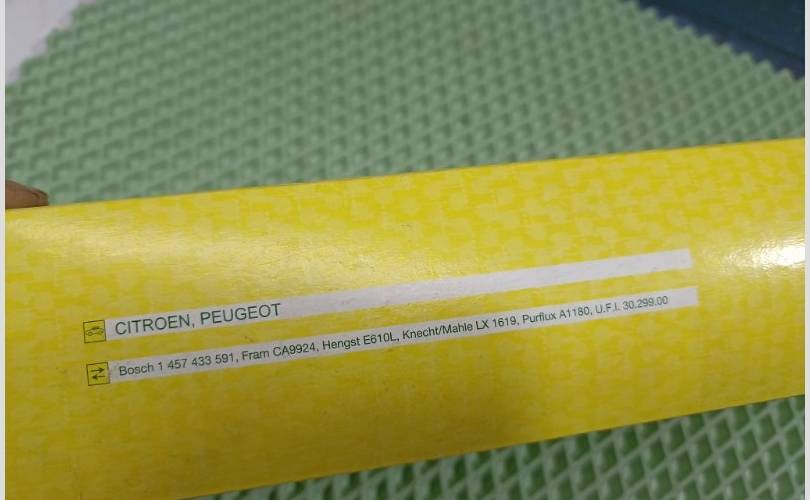 CITROEN, PEUGEOT
Bosch 1 457 433 591, Fram CA9924, Hengst E610L, Knecht/Mahle LX 1619, Purflux A1180, U.F.I. 30.299.00